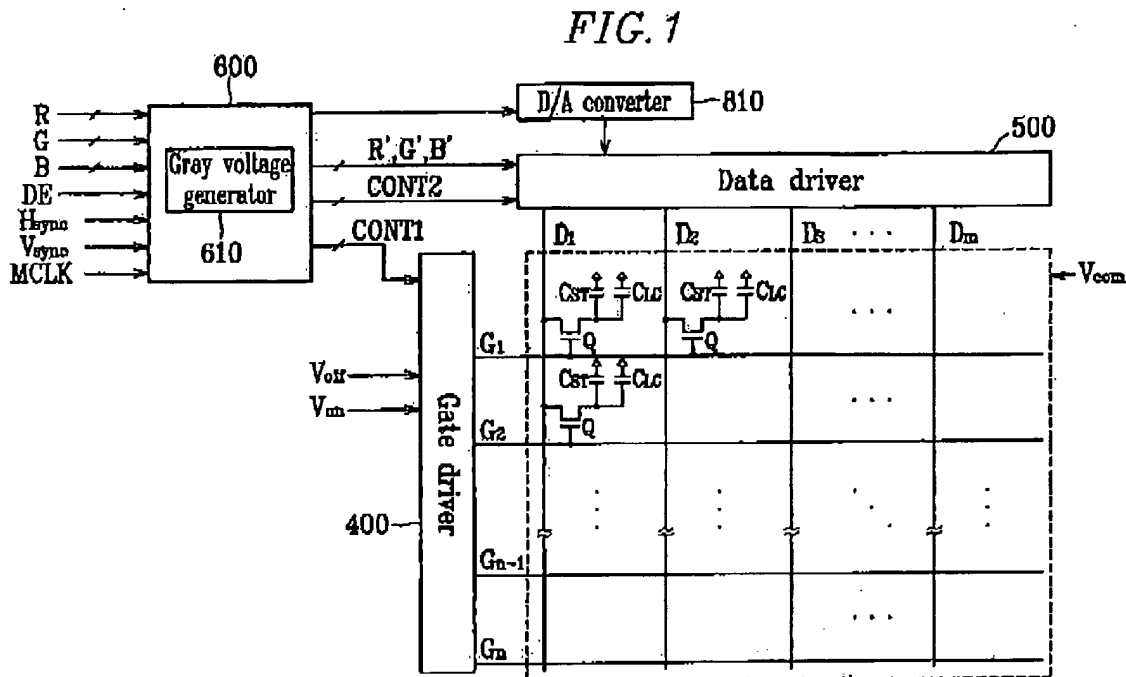 FIG. 1
600
R
G
B
DE
Hsync
Vsync
MCLK
Gray voltage
generator
610
D/A converter
810
R',G',B'
CONT2
CONT1
500
Data driver
D1
D2
D3
Dm
Vcom
CST
CLC
CST
CLC
G1
Q
Q
CST
CLC
Voff
G2
Q
Gate driver
400
Gn-1
Gn